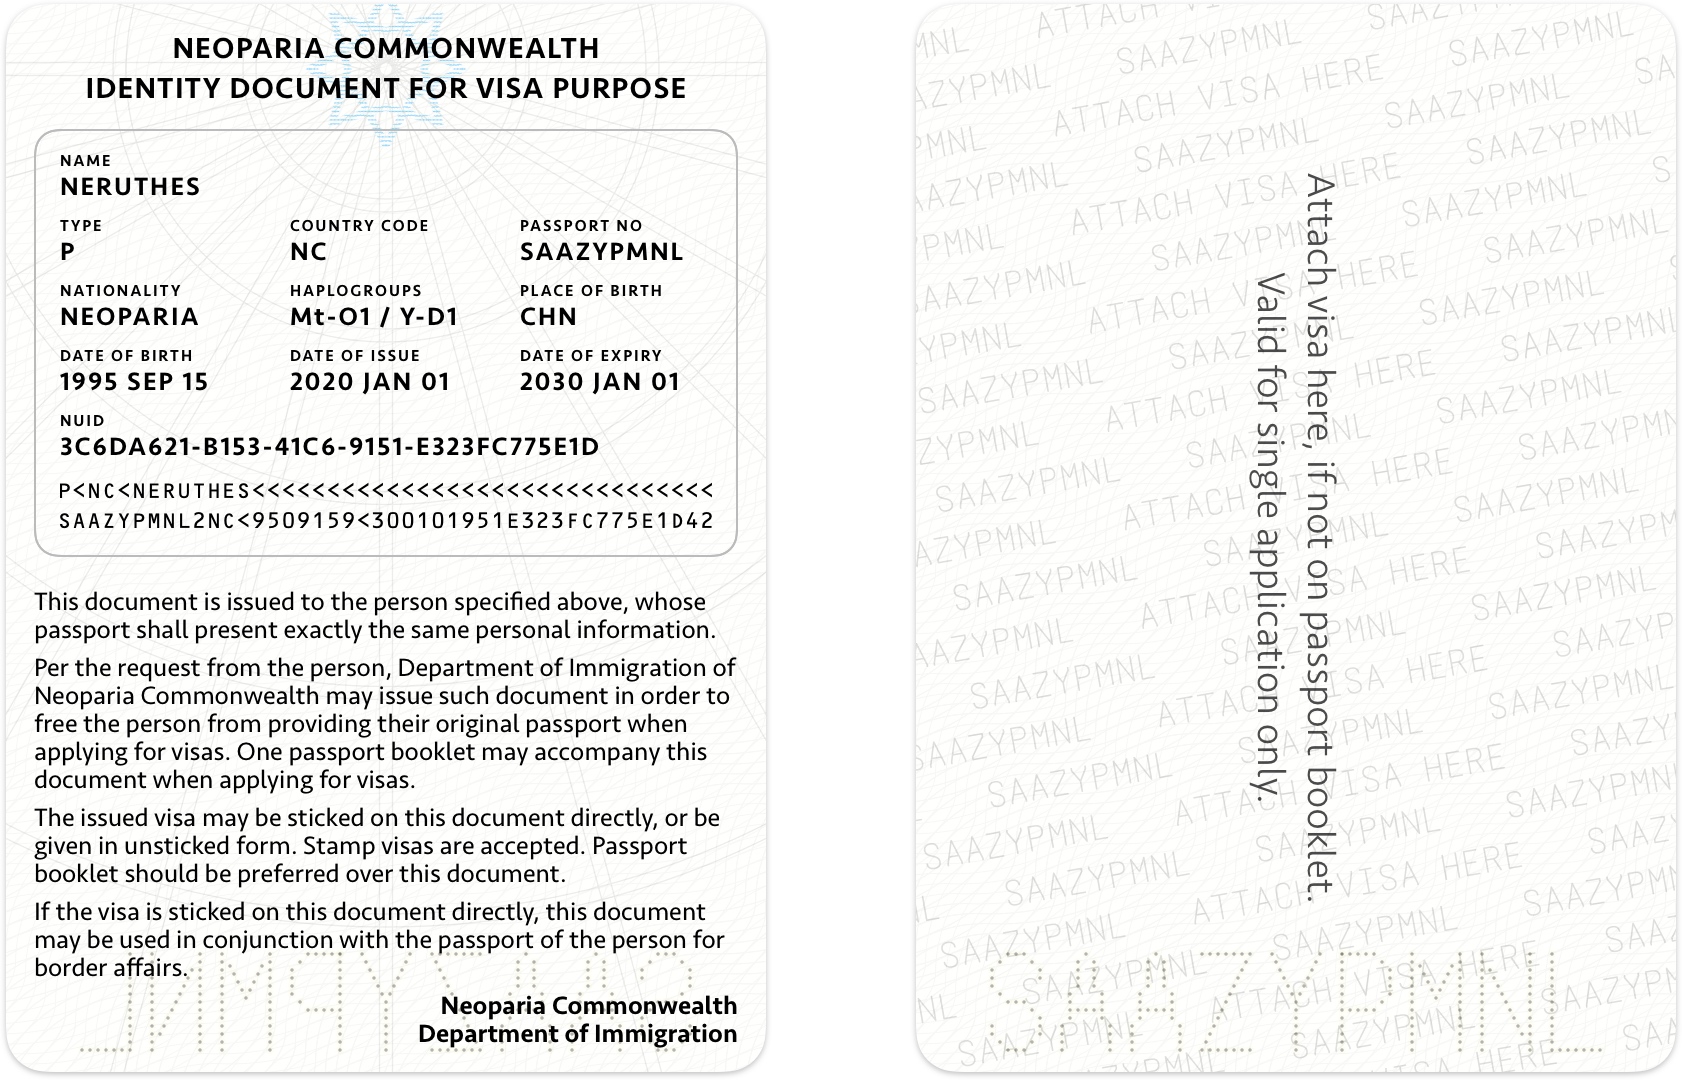 NEOPARIA COMMONWEALTH
IDENTITY DOCUMENT FOR VISA PURPOSE
NAME
NERUTHES
TYPE COUNTRY CODE PASSPORT NO
P NC SAAZYPMNL
NATIONALITY HAPLOGROUPS PLACE OF BIRTH
NEOPARIA Mt-O1 / Y-D1 CHN
DATE OF BIRTH DATE OF ISSUE DATE OF EXPIRY
1995 SEP 15 2020 JAN 01 2030 JAN 01
NUID
3C6DA621-B153-41C6-9151-E323FC775E1D
P<NC<NERUTHES<<<<<<<<<<<<<<<<<<<<<<<<<<<<<<<
SAAZYPMNL2NC<9509159<300101951E323FC775E1D42
This document is issued to the person specified above, whose
passport shall present exactly the same personal information.
Per the request from the person, Department of Immigration of
Neoparia Commonwealth may issue such document in order to
free the person from providing their original passport when
applying for visas. One passport booklet may accompany this
document when applying for visas.
The issued visa may be sticked on this document directly, or be
given in unsticked form. Stamp visas are accepted. Passport
booklet should be preferred over this document.
If the visa is sticked on this document directly, this document
may be used in conjunction with the passport of the person for
border affairs.
Neoparia Commonwealth
Department of Immigration
SAAZYPMNL
Attach visa here, if not on passport booklet.
Valid for single application only.
SAAZYPMNL ATTACH VISA HERE
SAAZYPMNL